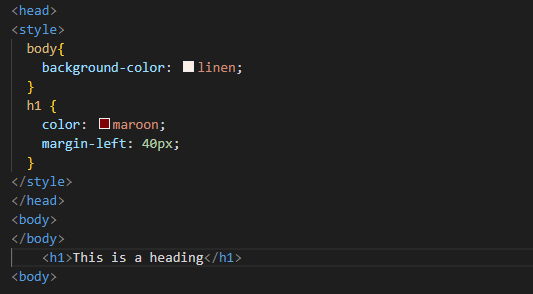 <head>
<style>
  body{
    background-color: linen;
  }
  h1 {
    color: maroon;
    margin-left: 40px;
  }
</style>
</head>
<body>
</body>
    <h1>This is a heading</h1>
<body>